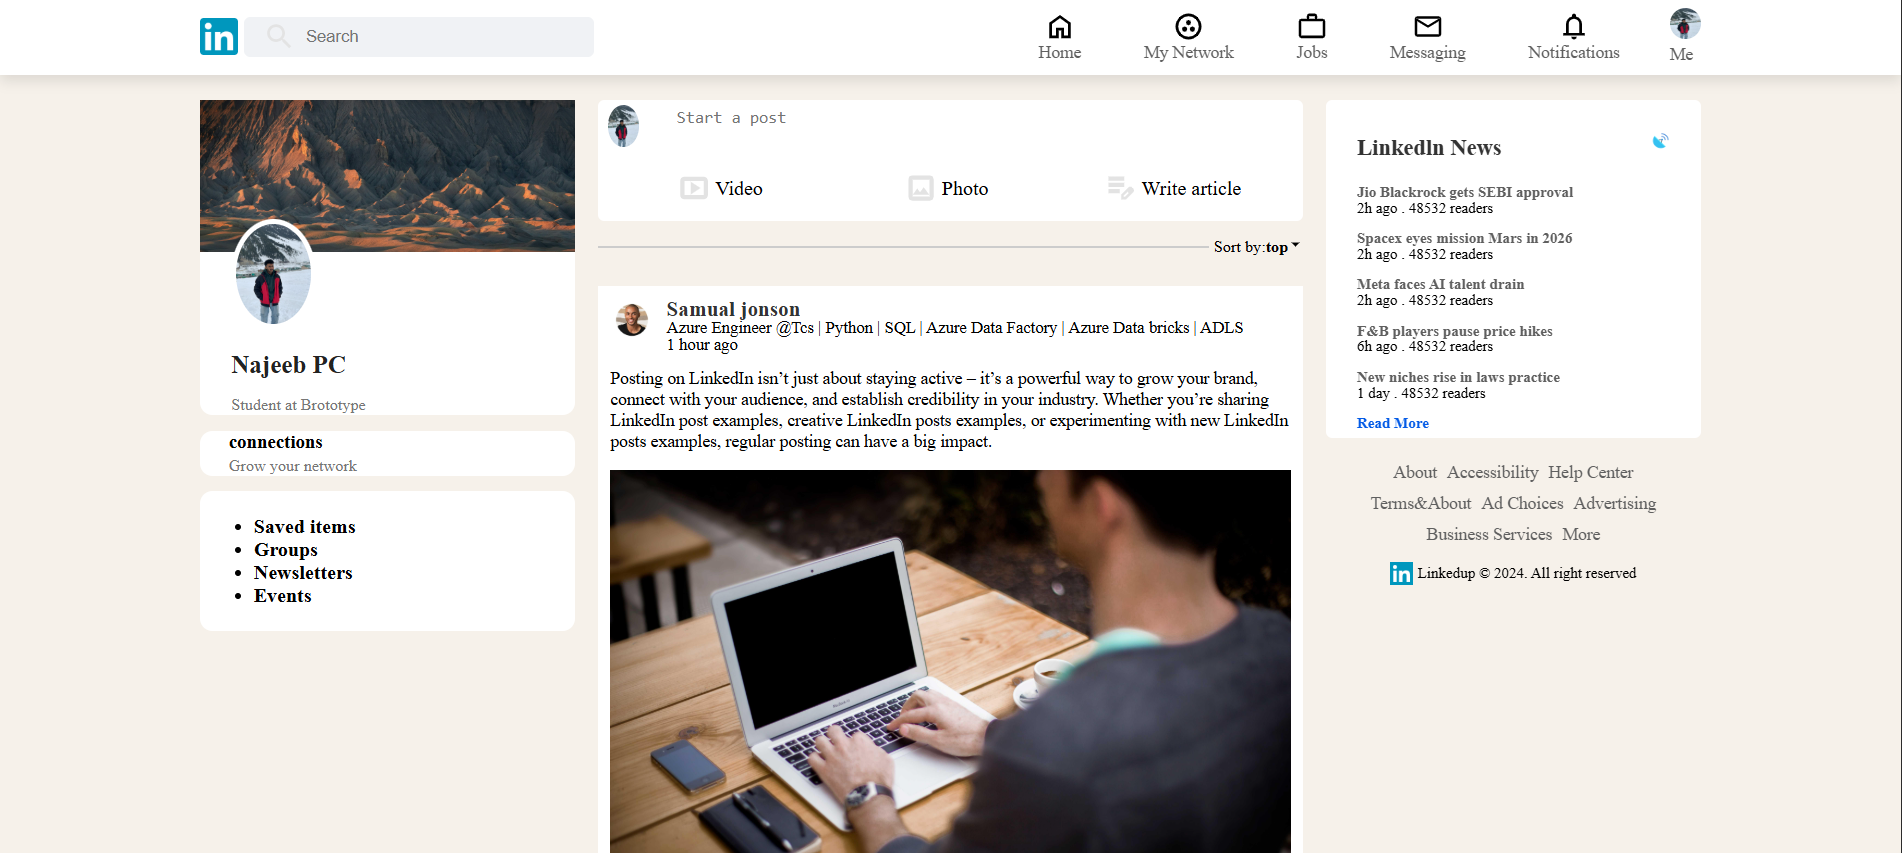 in Search
Home
My Network
Jobs
Messaging
Notifications
Me
Najeeb PC
Student at Brototype
connections
Grow your network
Saved items
Groups
Newsletters
Events
Start a post
Video
Photo
Write article
Sort by:top
Samual jonson
Azure Engineer @Tcs | Python | SQL | Azure Data Factory | Azure Data bricks | ADLS
1 hour ago
Posting on LinkedIn isn’t just about staying active – it’s a powerful way to grow your brand,
connect with your audience, and establish credibility in your industry. Whether you’re sharing
LinkedIn post examples, creative LinkedIn posts examples, or experimenting with new LinkedIn
posts examples, regular posting can have a big impact.
LinkedIn News
Jio Blackrock gets SEBI approval
2h ago . 48532 readers
Spacex eyes mission Mars in 2026
2h ago . 48532 readers
Meta faces AI talent drain
2h ago . 48532 readers
F&B players pause price hikes
6h ago . 48532 readers
New niches rise in laws practice
1 day . 48532 readers
Read More
About Accessibility Help Center
Terms&About Ad Choices Advertising
Business Services More
in Linkedup © 2024. All right reserved